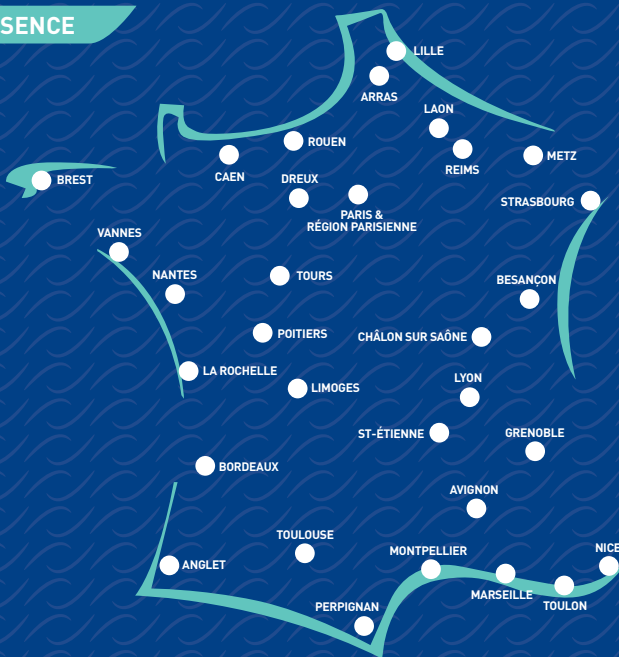 SENCE
LILLE
ARRAS
LAON
ROUEN
REIMS
METZ
CAEN
BREST
DREUX
PARIS &
RÉGION PARISIENNE
STRASBOURG
VANNES
NANTES
TOURS
BESANÇON
POITIERS
CHÂLON SUR SAÔNE
LA ROCHELLE
LIMOGES
LYON
ST-ÉTIENNE
GRENOBLE
BORDEAUX
AVIGNON
TOULOUSE
ANGLET
MONTPELLIER
NICE
MARSEILLE
TOULON
PERPIGNAN